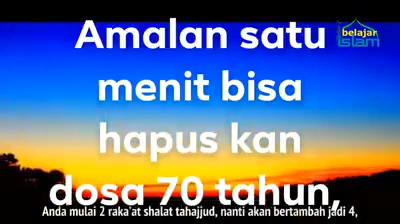 Amalan satu
belajar
islam
menit bisa
hapus kan
dosa 70 tahun,
Anda mulai 2 raka'at shalat tahajjud, nanti akan bertambah jadi 4,